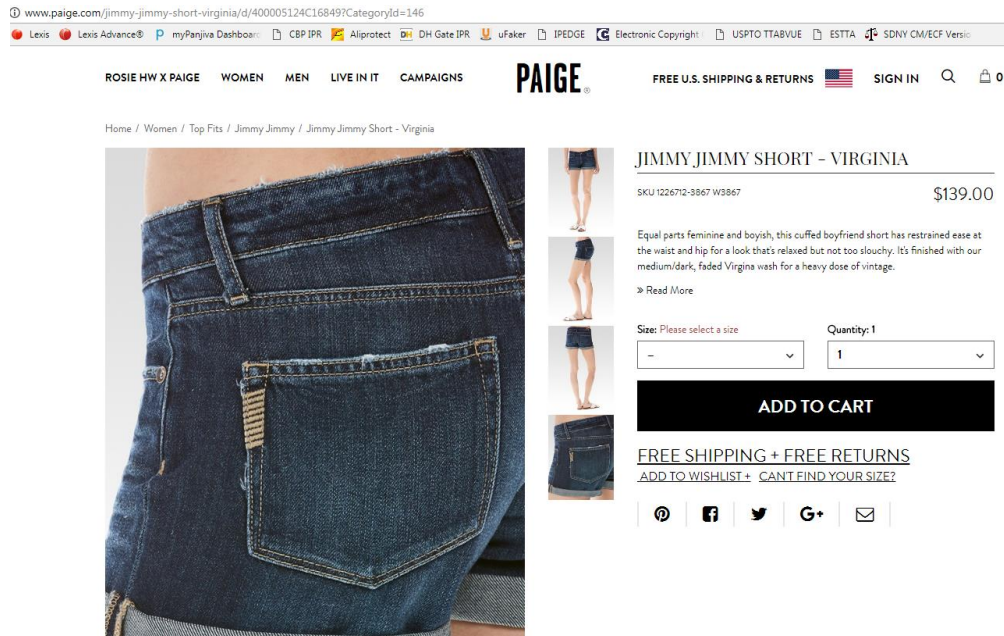 www.paige.com/jimmy-jimmy-short-virginia/d/400005124C16849?CategoryId=146
Lexis Lexis Advance® myPanjiva Dashboar CBP IPR Aliprotect DH DH Gate IPR uFaker IPEDGE Electronic Copyright USPTO TTABVUE ESTTA SDNY CM/ECF Versio
ROSIE HW X PAIGE WOMEN MEN LIVE IN IT CAMPAIGNS PAIGE® FREE U.S. SHIPPING & RETURNS SIGN IN 0
Home / Women / Top Fits / Jimmy Jimmy / Jimmy Jimmy Short - Virginia
JIMMY JIMMY SHORT - VIRGINIA
SKU 1226712-3867 W3867 $139.00
Equal parts feminine and boyish, this cuffed boyfriend short has restrained ease at
the waist and hip for a look that's relaxed but not too slouchy. It's finished with our
medium/dark, faded Virgina wash for a heavy dose of vintage.
» Read More
Size: Please select a size Quantity: 1
– 1
ADD TO CART
FREE SHIPPING + FREE RETURNS
ADD TO WISHLIST + CAN'T FIND YOUR SIZE?
G+